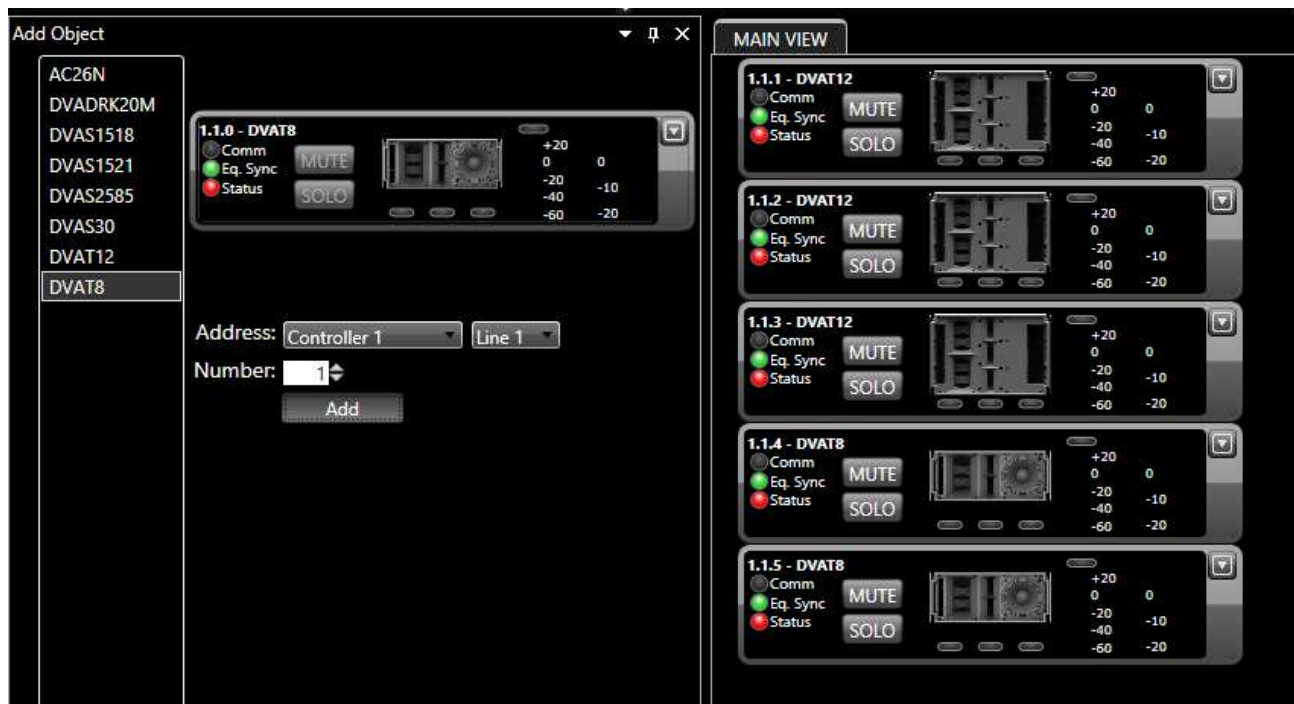 Add Object
AC26N
DVADRK20M
DVAS1518
DVAS1521
DVAS2585
DVAS30
DVAT12
DVAT8
1.1.0 - DVAT8
Comm
Eq. Sync
Status
MUTE
SOLO
+20
0 0
-20
-10
-40
-60 -20
Address: Controller 1 Line 1
Number: 1
Add
MAIN VIEW
1.1.1 - DVAT12
Comm
Eq. Sync
Status
MUTE
SOLO
+20
0 0
-20
-10
-40
-60 -20
1.1.2 - DVAT12
Comm
Eq. Sync
Status
MUTE
SOLO
+20
0 0
-20
-10
-40
-60 -20
1.1.3 - DVAT12
Comm
Eq. Sync
Status
MUTE
SOLO
+20
0 0
-20
-10
-40
-60 -20
1.1.4 - DVAT8
Comm
Eq. Sync
Status
MUTE
SOLO
+20
0 0
-20
-10
-40
-60 -20
1.1.5 - DVAT8
Comm
Eq. Sync
Status
MUTE
SOLO
+20
0 0
-20
-10
-40
-60 -20